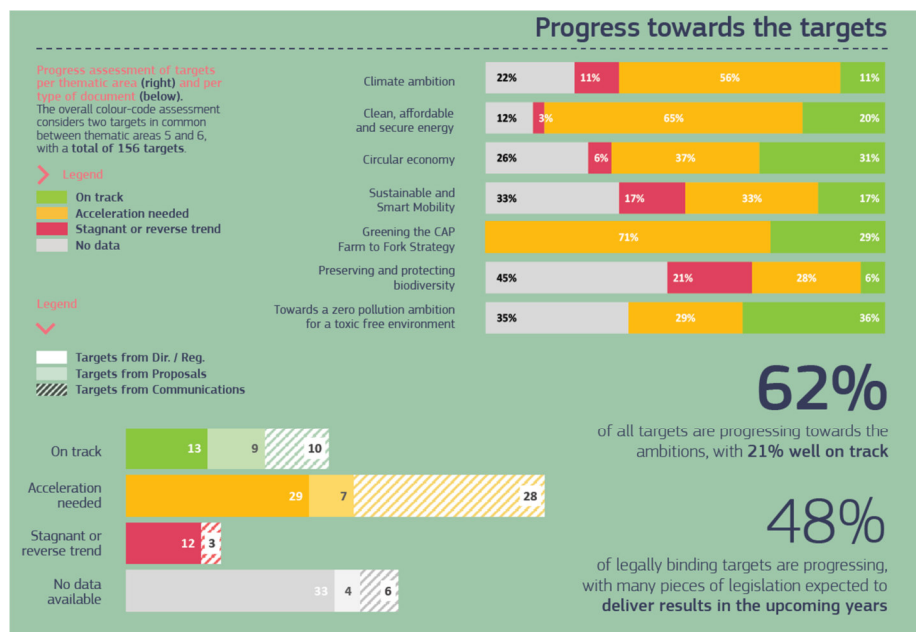 Progress towards the targets
Progress assessment of targets
per thematic area (right) and per
type of document (below).
The overall colour-code assessment
considers two targets in common
between thematic areas 5 and 6,
with a total of 156 targets.
Legend
On track
Acceleration needed
Stagnant or reverse trend
No data
Climate ambition
22% 11% 56% 11%
Clean, affordable
and secure energy
12% 3% 65% 20%
Circular economy
26% 6% 37% 31%
Sustainable and
Smart Mobility
33% 17% 33% 17%
Greening the CAP
Farm to Fork Strategy
71% 29%
Preserving and protecting
biodiversity
45% 21% 28% 6%
Towards a zero pollution ambition
for a toxic free environment
35% 29% 36%
Legend
Targets from Dir. / Reg.
Targets from Proposals
Targets from Communications
On track
13 9 10
Acceleration
needed
29 7 28
Stagnant or
reverse trend
12 3
No data
available
33 4 6
62%
of all targets are progressing towards the
ambitions, with 21% well on track
48%
of legally binding targets are progressing,
with many pieces of legislation expected to
deliver results in the upcoming years